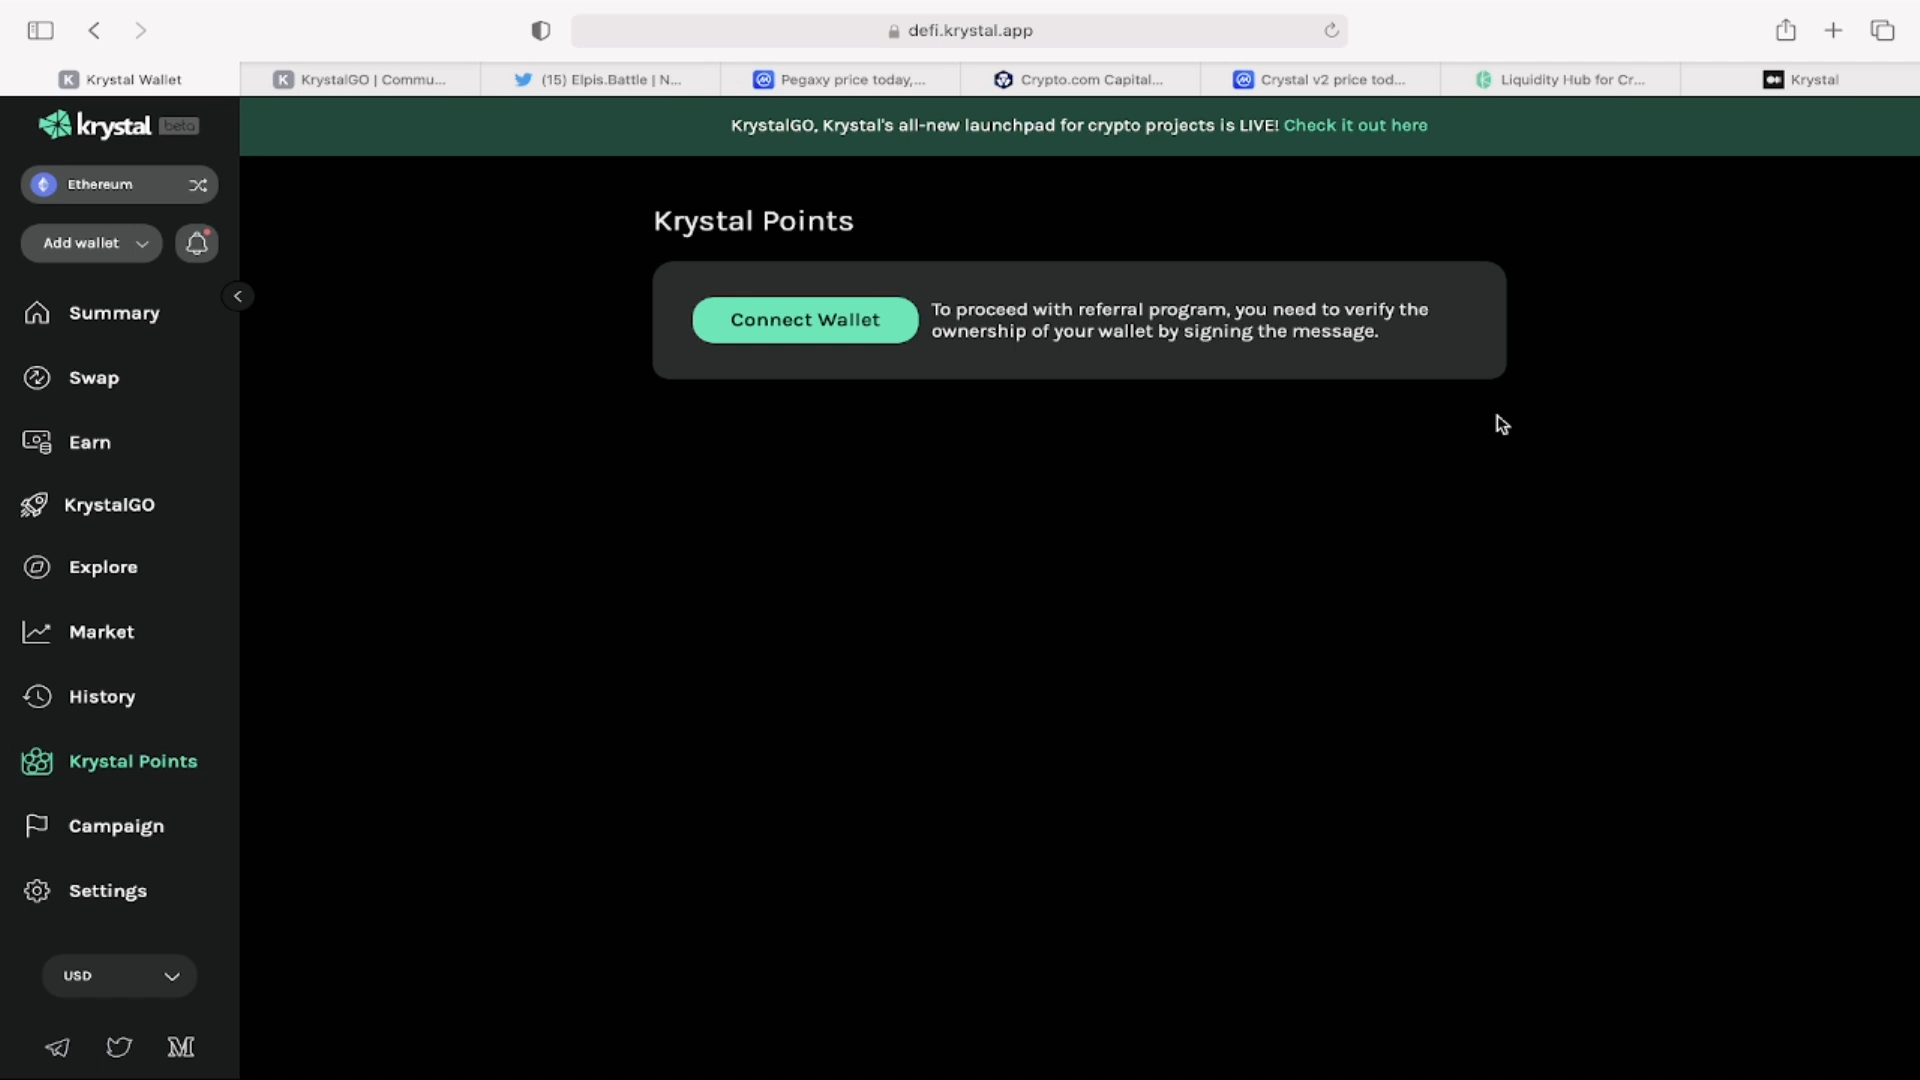 defi.krystal.app
Krystal Wallet
KrystalGO | Commu...
(15) Elpis.Battle | N...
Pegaxy price today,...
Crypto.com Capital...
Crystal v2 price tod...
Liquidity Hub for Cr...
Krystal
krystal beta
KrystalGO, Krystal's all-new launchpad for crypto projects is LIVE! Check it out here
Ethereum
Add wallet
Summary
Swap
Earn
KrystalGO
Explore
Market
History
Krystal Points
Campaign
Settings
USD
Krystal Points
Connect Wallet
To proceed with referral program, you need to verify the
ownership of your wallet by signing the message.